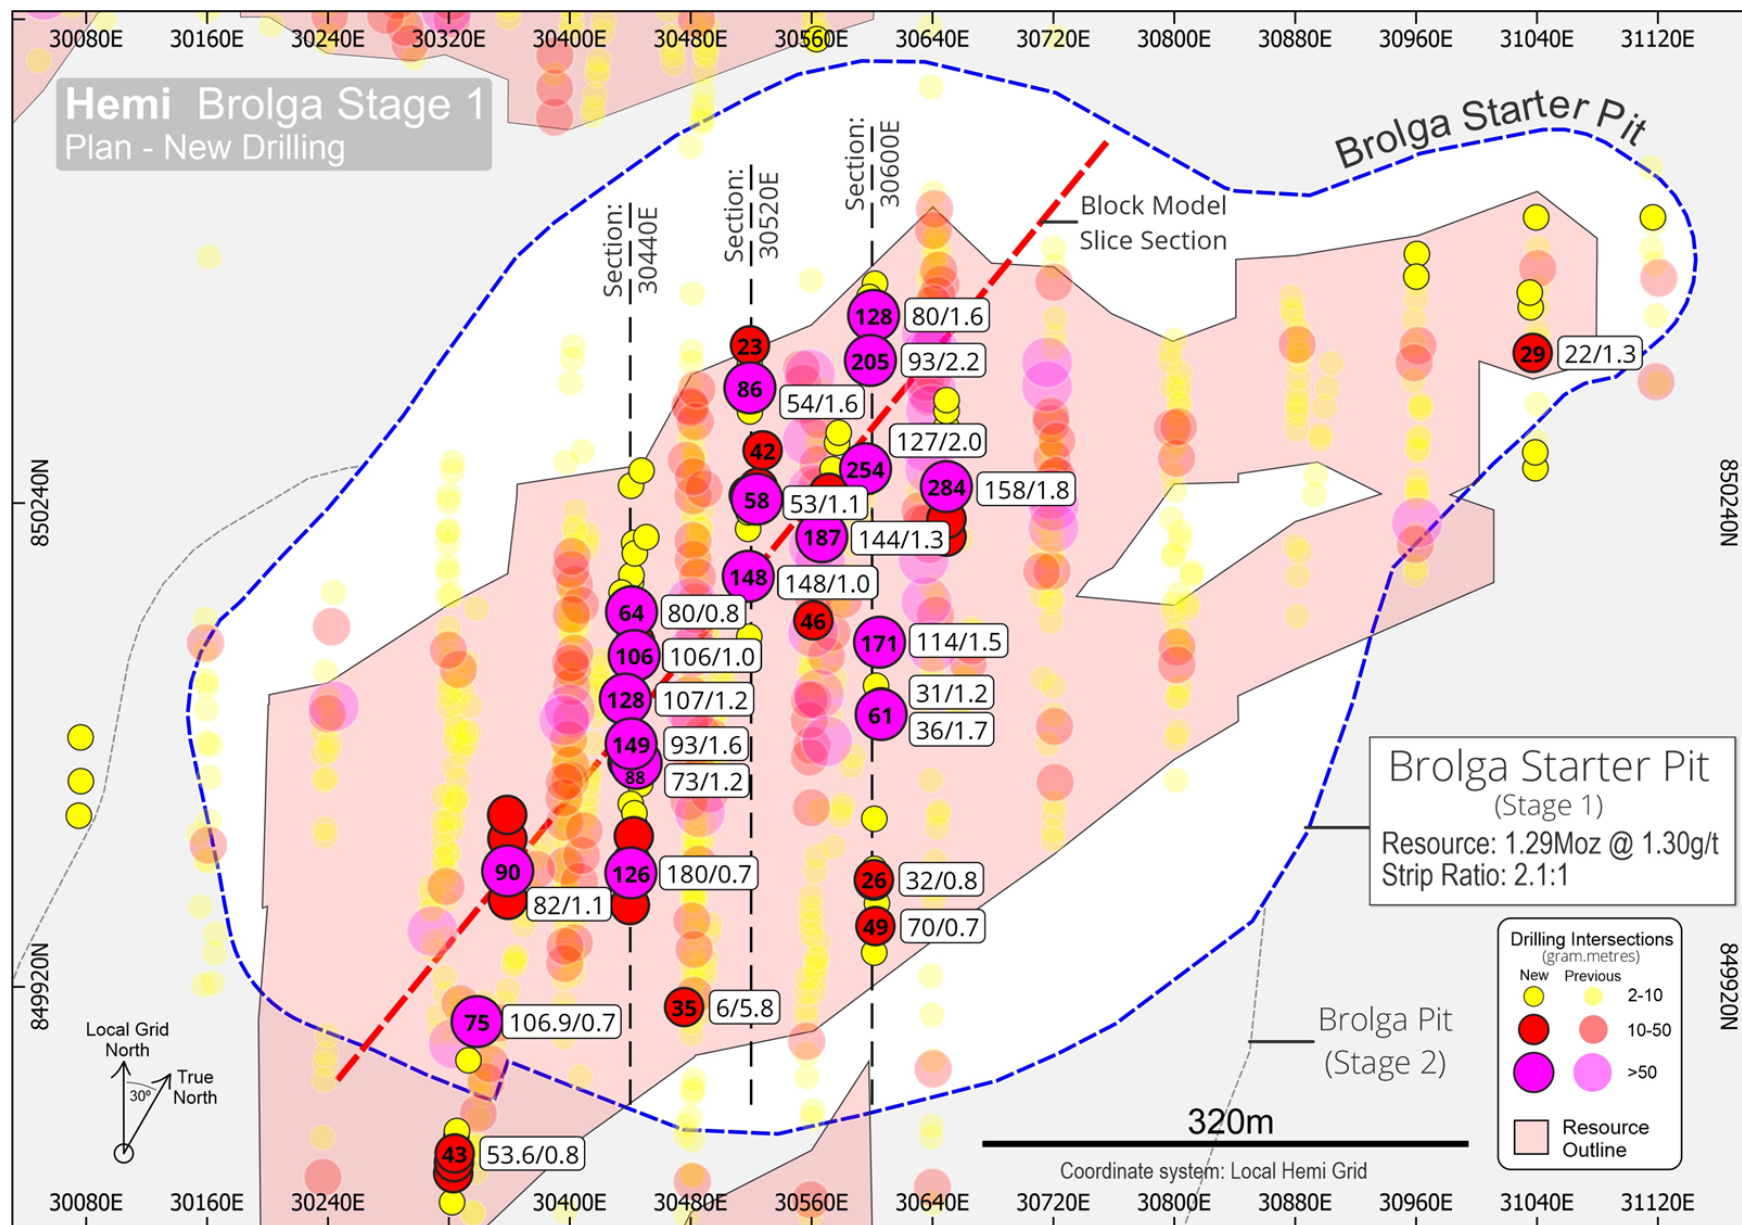 30080E 30160E 30240E 30320E 30400E 30480E 30560E 30640E 30720E 30800E 30880E 30960E 31040E 31120E
Hemi Brolga Stage 1
Plan - New Drilling
Brolga Starter Pit
Section:
30440E
Section:
30520E
Section:
30600E
Block Model
Slice Section
128 80/1.6
205 93/2.2
23
86 54/1.6
29 22/1.3
42
254 127/2.0
58 53/1.1
284 158/1.8
187 144/1.3
148 148/1.0
64 80/0.8
46
106 106/1.0
171 114/1.5
128 107/1.2
31/1.2
61 36/1.7
149 93/1.6
88 73/1.2
90 82/1.1
126 180/0.7
26 32/0.8
49 70/0.7
35 6/5.8
75 106.9/0.7
43 53.6/0.8
850240N
850240N
849920N
849920N
Brolga Starter Pit
(Stage 1)
Resource: 1.29Moz @ 1.30g/t
Strip Ratio: 2.1:1
Brolga Pit
(Stage 2)
Drilling Intersections
(gram.metres)
New Previous
2-10
10-50
>50
Resource
Outline
Local Grid
North
True
North
30º
320m
Coordinate system: Local Hemi Grid
30080E 30160E 30240E 30320E 30400E 30480E 30560E 30640E 30720E 30800E 30880E 30960E 31040E 31120E